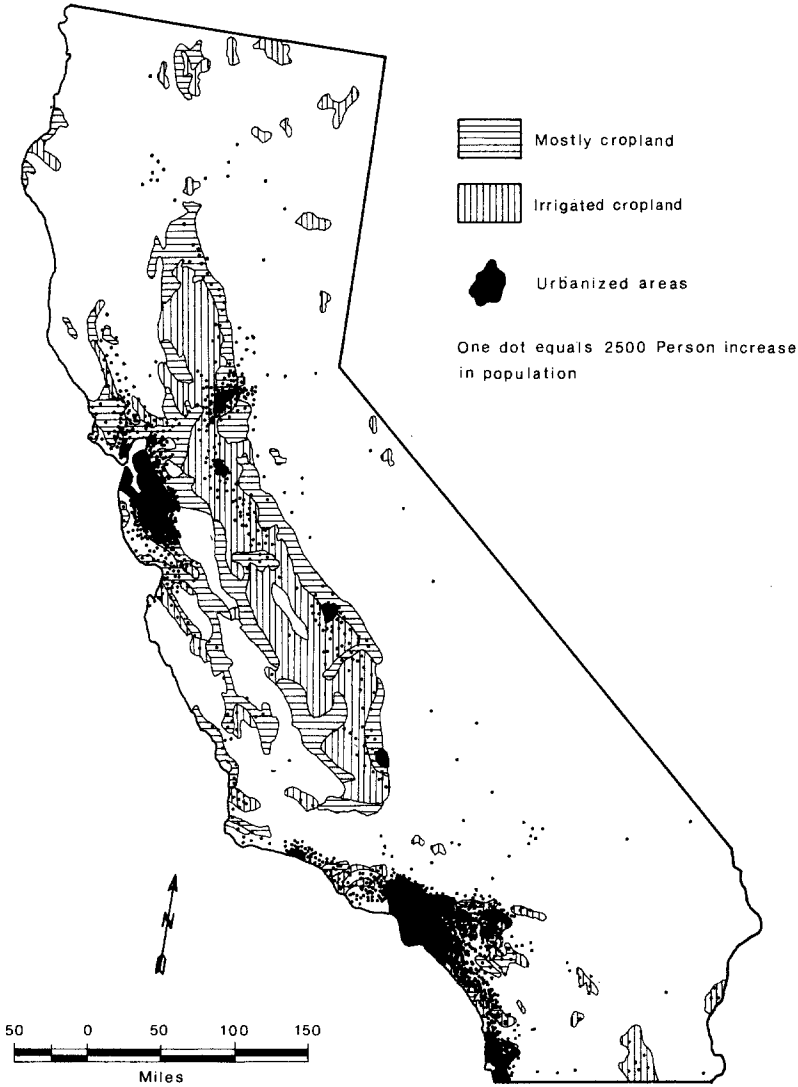 Mostly cropland
Irrigated cropland
Urbanized areas
One dot equals 2500 Person increase
in population
N
50 0 50 100 150
Miles